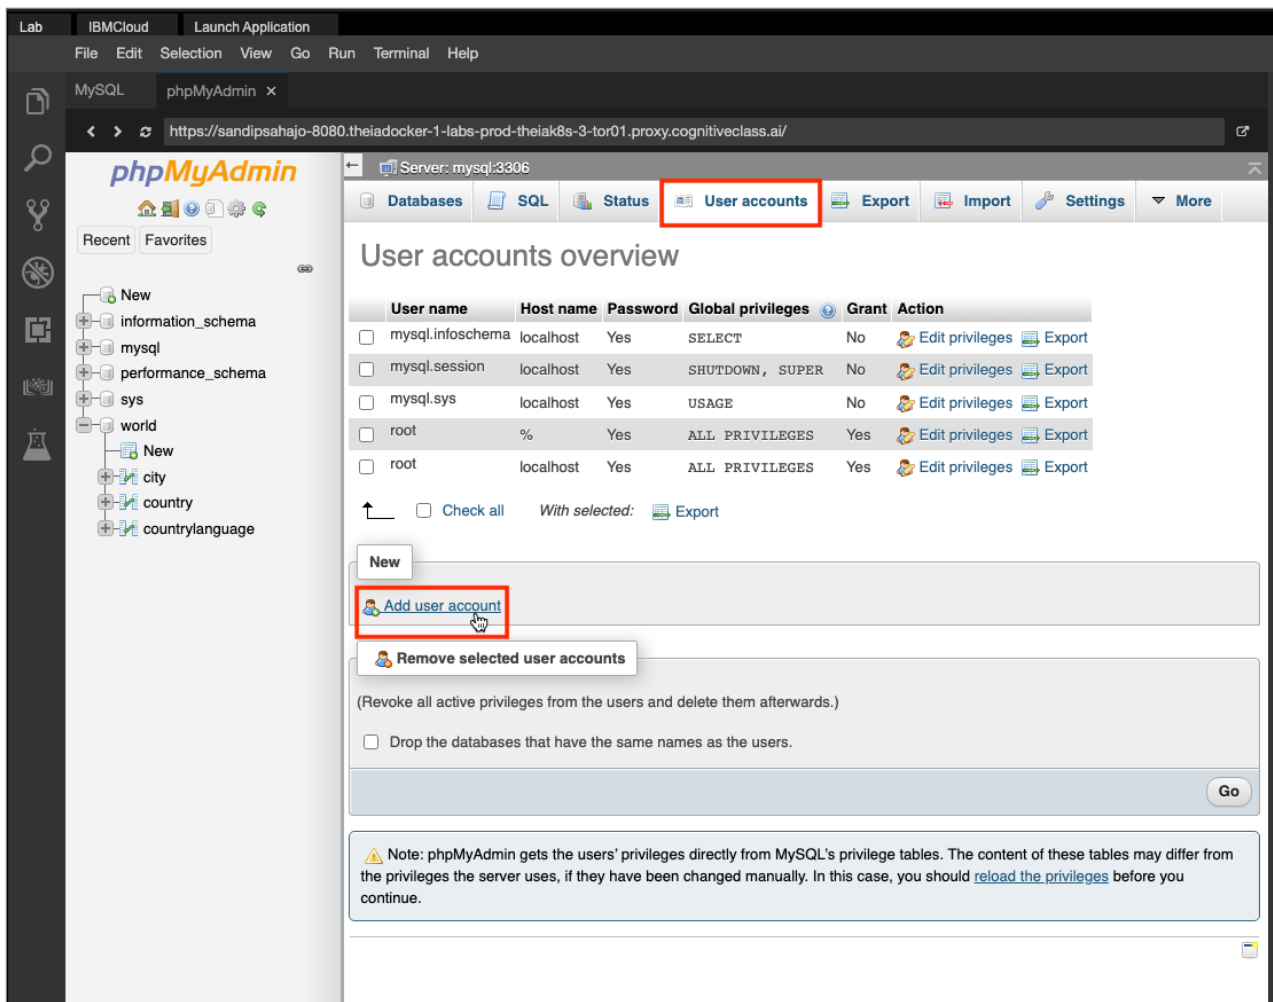 Lab IBMCloud Launch Application
File Edit Selection View Go Run Terminal Help
MySQL phpMyAdmin ×
https://sandipsahajo-8080.theiadocker-1-labs-prod-theiak8s-3-tor01.proxy.cognitiveclass.ai/
phpMyAdmin
Recent Favorites
New
information_schema
mysql
performance_schema
sys
world
New
city
country
countrylanguage
Server: mysql:3306
Databases SQL Status User accounts Export Import Settings More
User accounts overview
User name Host name Password Global privileges Grant Action
mysql.infoschema localhost Yes SELECT No Edit privileges Export
mysql.session localhost Yes SHUTDOWN, SUPER No Edit privileges Export
mysql.sys localhost Yes USAGE No Edit privileges Export
root % Yes ALL PRIVILEGES Yes Edit privileges Export
root localhost Yes ALL PRIVILEGES Yes Edit privileges Export
Check all With selected: Export
New
Add user account
Remove selected user accounts
(Revoke all active privileges from the users and delete them afterwards.)
Drop the databases that have the same names as the users.
Go
Note: phpMyAdmin gets the users’ privileges directly from MySQL’s privilege tables. The content of these tables may differ from
the privileges the server uses, if they have been changed manually. In this case, you should reload the privileges before you
continue.